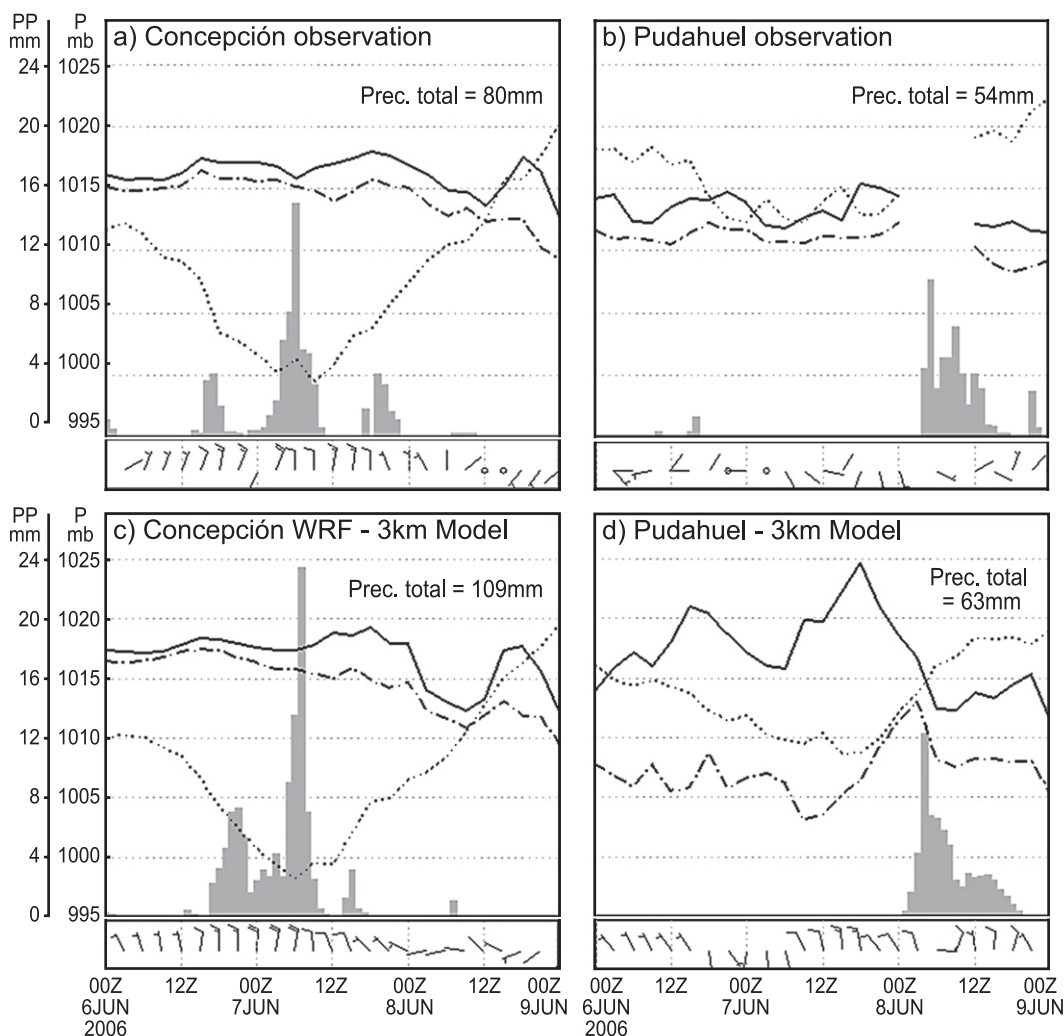 PP P
mm mb
a) Concepción observation
Prec. total = 80mm
24 1025
20 1020
16 1015
12 1010
8 1005
4 1000
0 995
b) Pudahuel observation
Prec. total = 54mm
PP P
mm mb
c) Concepción WRF - 3km Model
Prec. total = 109mm
24 1025
20 1020
16 1015
12 1010
8 1005
4 1000
0 995
d) Pudahuel - 3km Model
Prec. total
= 63mm
00Z 12Z 00Z 12Z 00Z 12Z 00Z
6JUN 7JUN 8JUN 9JUN
2006
00Z 12Z 00Z 12Z 00Z 12Z 00Z
6JUN 7JUN 8JUN 9JUN
2006